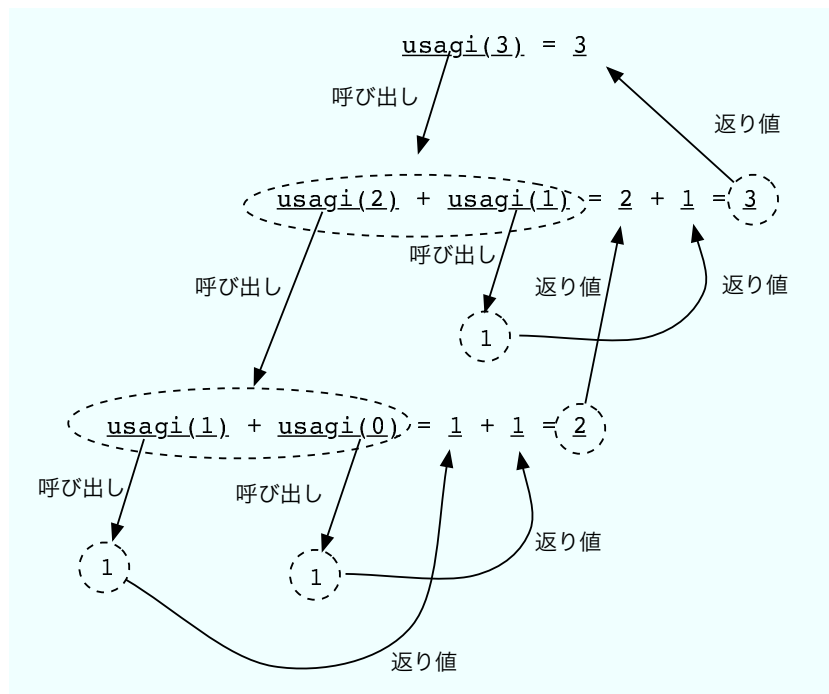 usagi(3) = 3
呼び出し
返り値
usagi(2) + usagi(1) = 2 + 1 = 3
呼び出し
呼び出し
返り値
返り値
1
usagi(1) + usagi(0) = 1 + 1 = 2
呼び出し
呼び出し
返り値
1
1
返り値